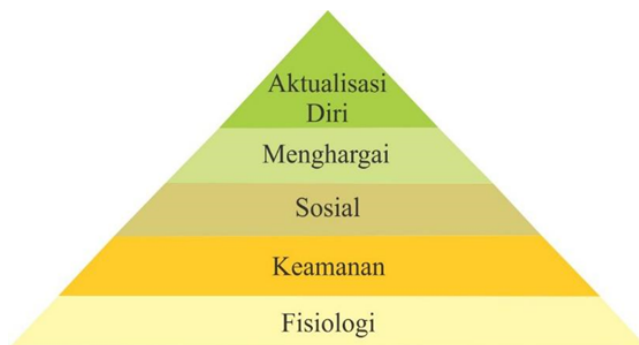 Aktualisasi
Diri
Menghargai
Sosial
Keamanan
Fisiologi